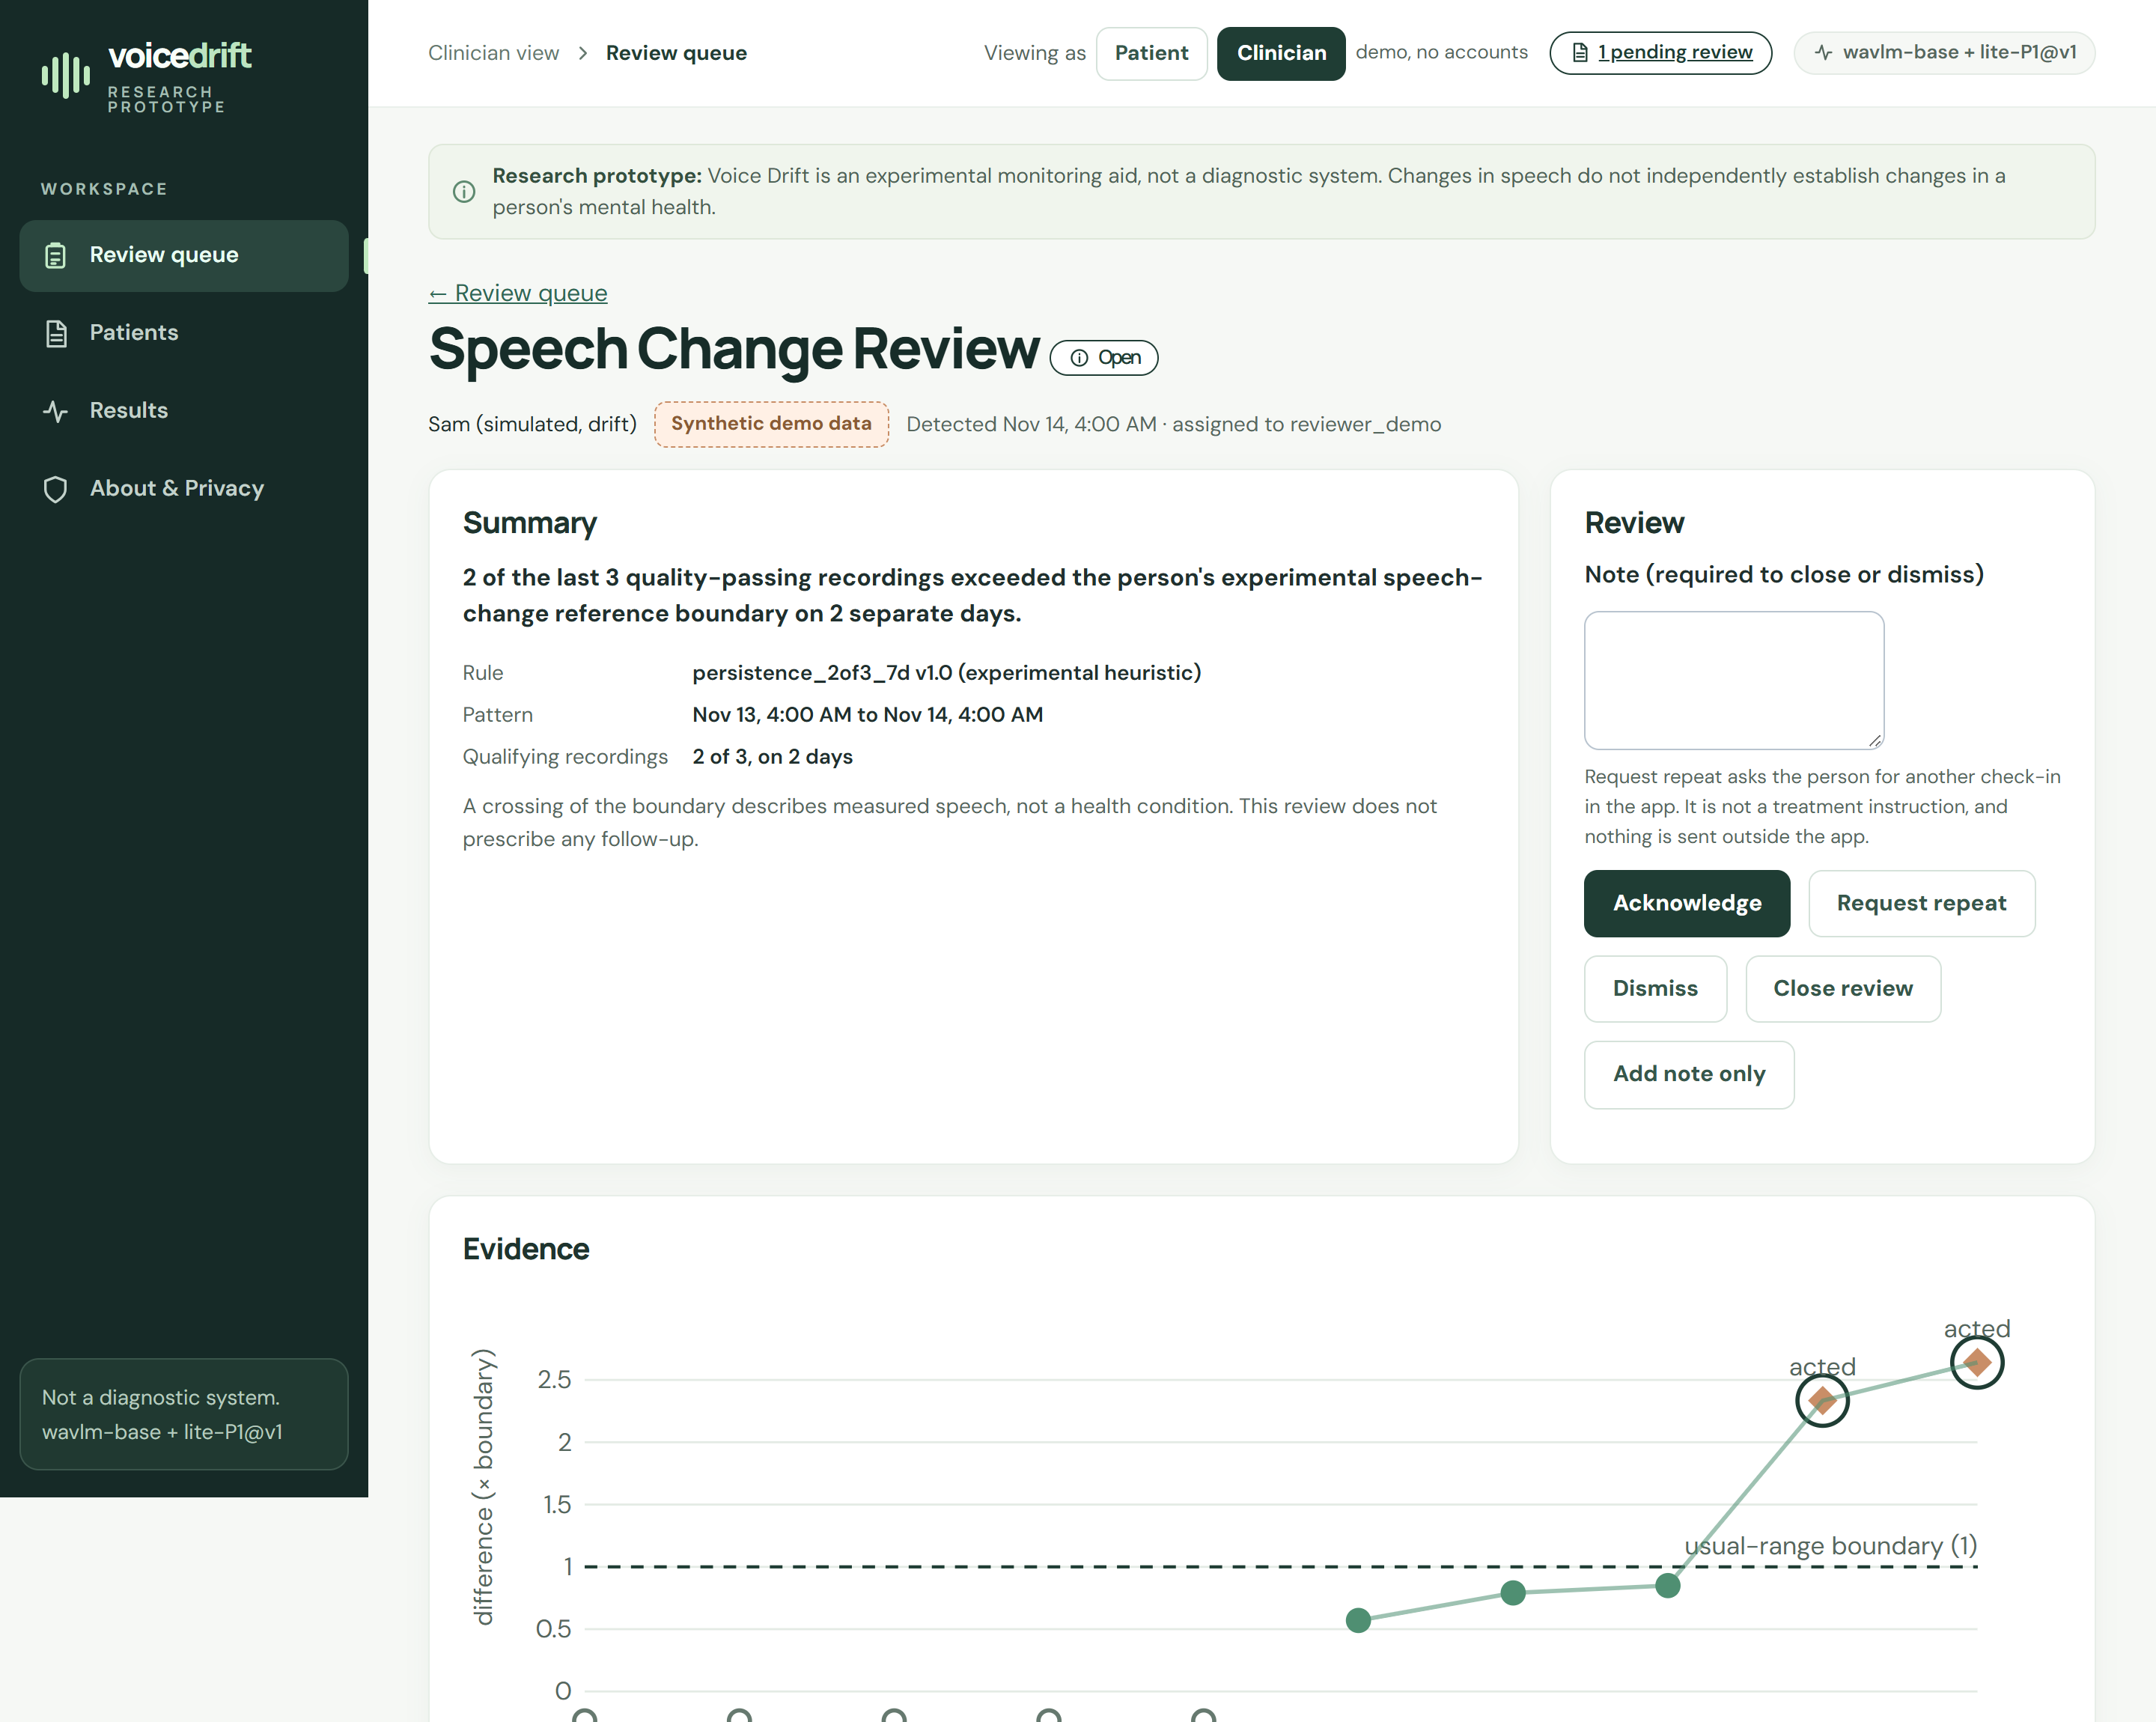 voicedrift
RESEARCH
PROTOTYPE
WORKSPACE
Review queue
Patients
Results
About & Privacy
Not a diagnostic system.
wavlm-base + lite-P1@v1
Clinician view > Review queue
Viewing as Patient Clinician demo, no accounts 1 pending review wavlm-base + lite-P1@v1
Research prototype: Voice Drift is an experimental monitoring aid, not a diagnostic system. Changes in speech do not independently establish changes in a
person's mental health.
← Review queue
Speech Change Review Open
Sam (simulated, drift) Synthetic demo data Detected Nov 14, 4:00 AM · assigned to reviewer_demo
Summary
2 of the last 3 quality-passing recordings exceeded the person's experimental speech-
change reference boundary on 2 separate days.
Rule persistence_2of3_7d v1.0 (experimental heuristic)
Pattern Nov 13, 4:00 AM to Nov 14, 4:00 AM
Qualifying recordings 2 of 3, on 2 days
A crossing of the boundary describes measured speech, not a health condition. This review does not
prescribe any follow-up.
Review
Note (required to close or dismiss)
Request repeat asks the person for another check-in
in the app. It is not a treatment instruction, and
nothing is sent outside the app.
Acknowledge Request repeat
Dismiss Close review
Add note only
Evidence
difference (× boundary)
acted
acted
2.5
2
1.5
usual-range boundary (1)
1
0.5
0